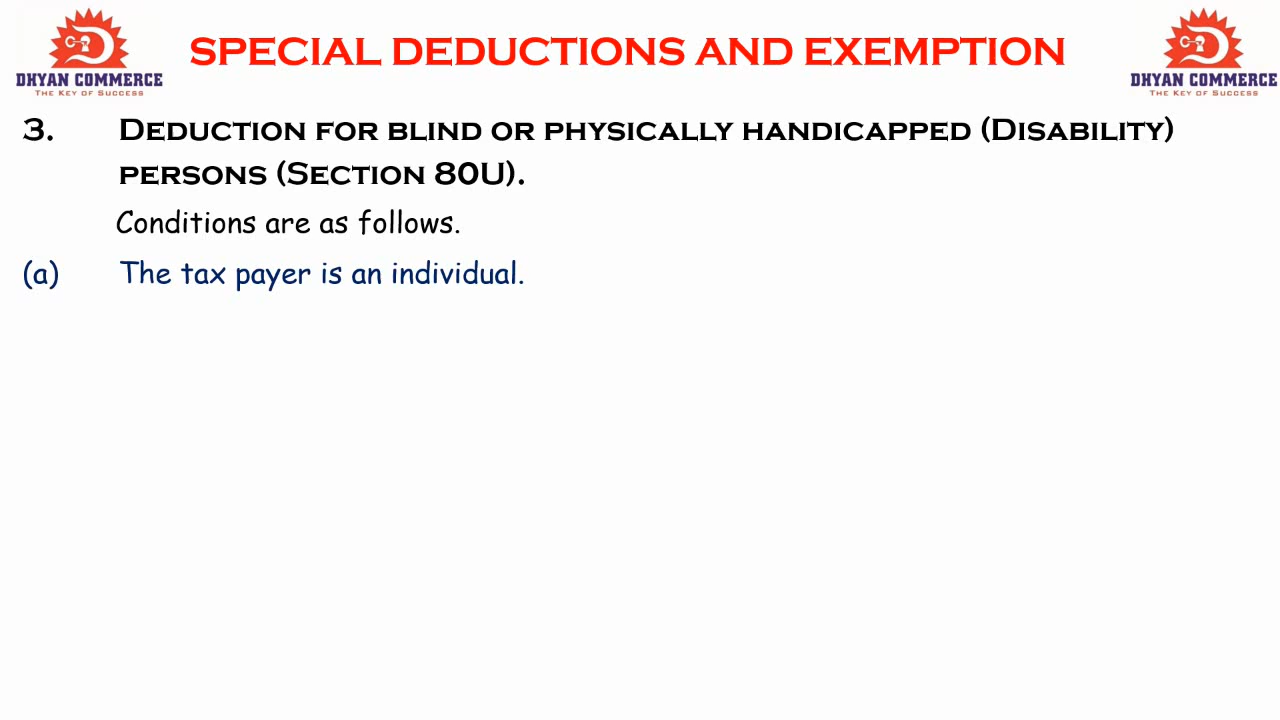 SPECIAL DEDUCTIONS AND EXEMPTION
DHYAN COMMERCE
The Key of Success
DHYAN COMMERCE
The Key of Success
3. Deduction for blind or physically handicapped (Disability)
persons (Section 80U).
Conditions are as follows.
(a) The tax payer is an individual.